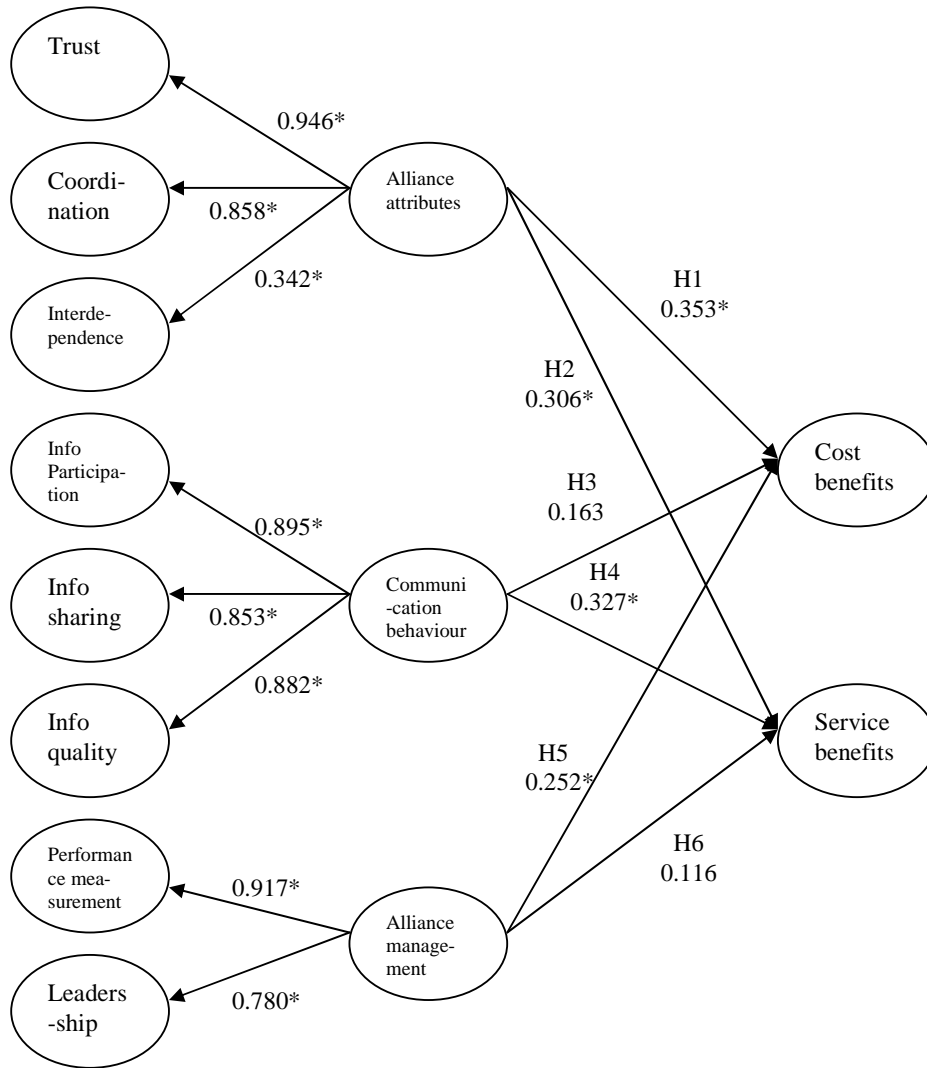 Trust
0.946*
Coordi-
nation
0.858*
Alliance
attributes
0.342*
Interde-
pendence
H1
0.353*
H2
0.306*
Info
Participa-
tion
0.895*
Cost
benefits
H3
0.163
Info
sharing
0.853*
Communi
-cation
behaviour
H4
0.327*
0.882*
Info
quality
Service
benefits
H5
0.252*
Performan
ce mea-
surement
0.917*
H6
0.116
Alliance
manage-
ment
Leaders
-ship
0.780*